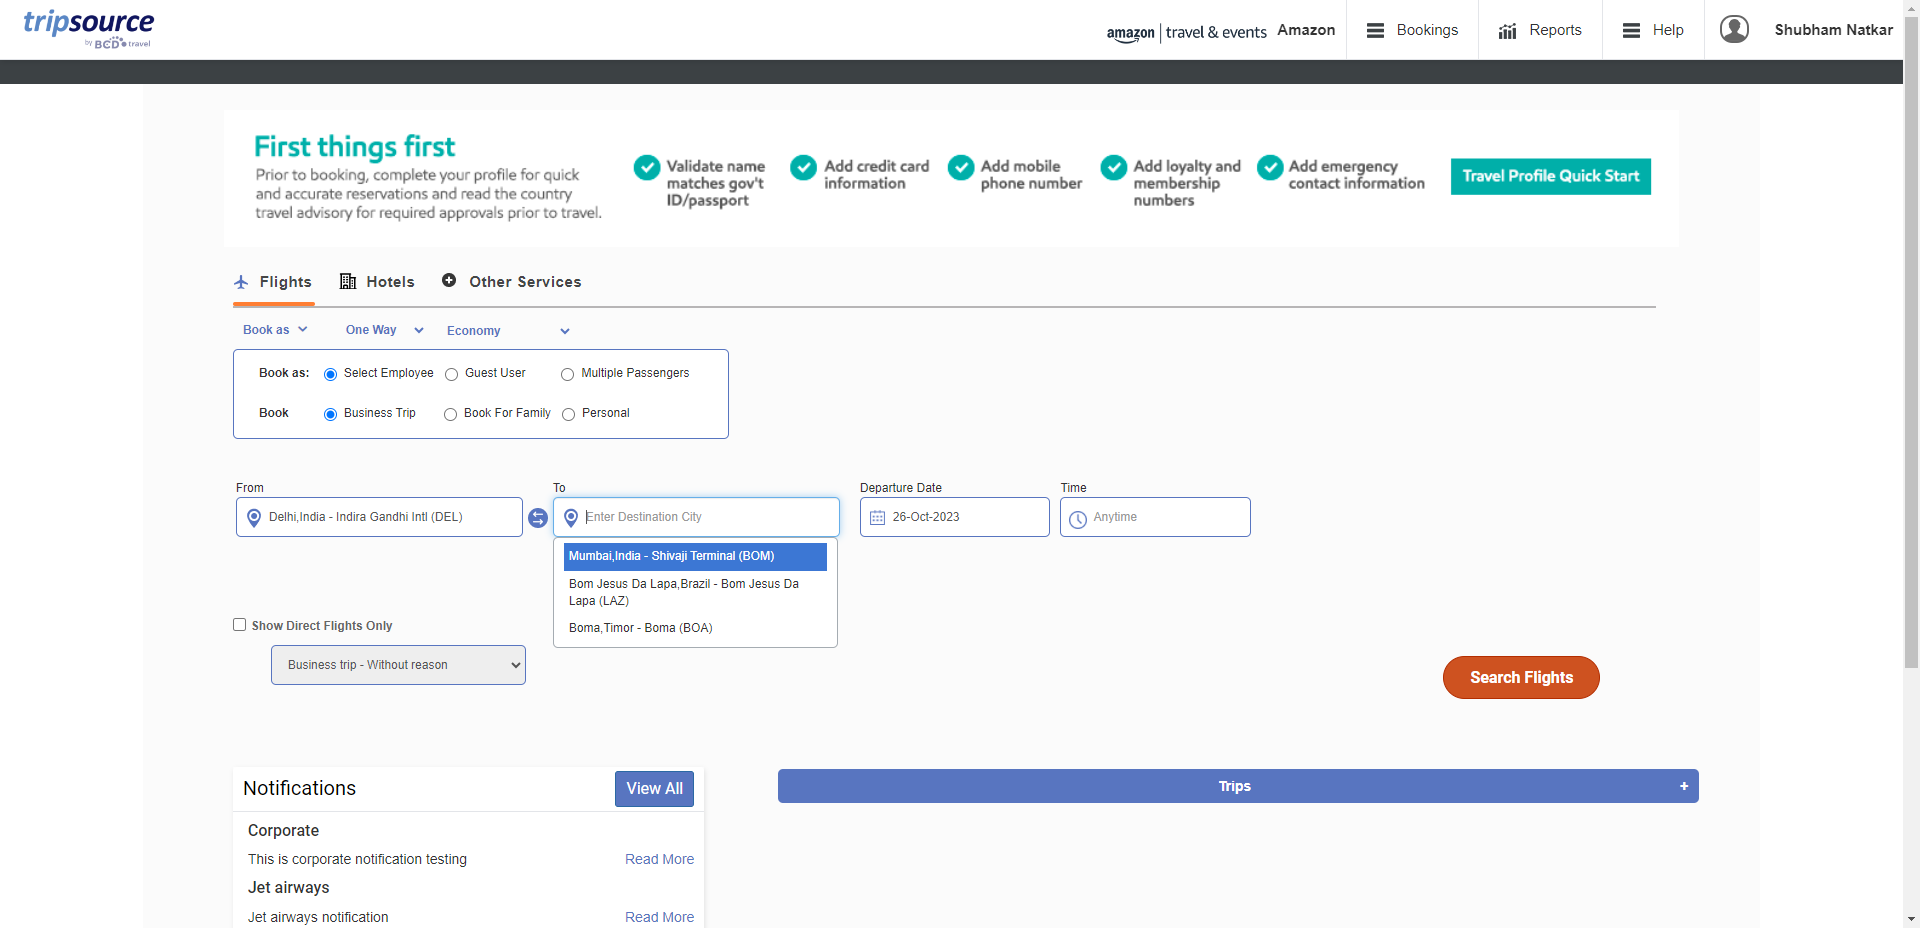 tripsource
by BCD travel
amazon | travel & events Amazon
Bookings
Reports
Help
Shubham Natkar
First things first
Prior to booking, complete your profile for quick
and accurate reservations and read the country
travel advisory for required approvals prior to travel.
Validate name
matches gov't
ID/passport
Add credit card
information
Add mobile
phone number
Add loyalty and
membership
numbers
Add emergency
contact information
Travel Profile Quick Start
Flights
Hotels
Other Services
Book as
One Way
Economy
Book as: Select Employee Guest User Multiple Passengers
Book Business Trip Book For Family Personal
From
Delhi,India - Indira Gandhi Intl (DEL)
To
Enter Destination City
Departure Date
26-Oct-2023
Time
Anytime
Mumbai,India - Shivaji Terminal (BOM)
Bom Jesus Da Lapa,Brazil - Bom Jesus Da
Lapa (LAZ)
Boma,Timor - Boma (BOA)
Show Direct Flights Only
Business trip - Without reason
Search Flights
Notifications
View All
Corporate
This is corporate notification testing Read More
Jet airways
Jet airways notification Read More
Trips +